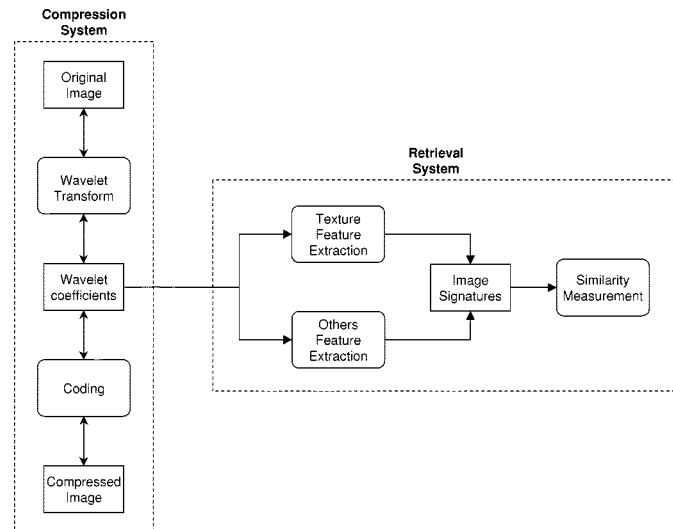 Compression
System
Original
Image
Wavelet
Transform
Wavelet
coefficients
Coding
Compressed
Image
Retrieval
System
Texture
Feature
Extraction
Others
Feature
Extraction
Image
Signatures
Similarity
Measurement